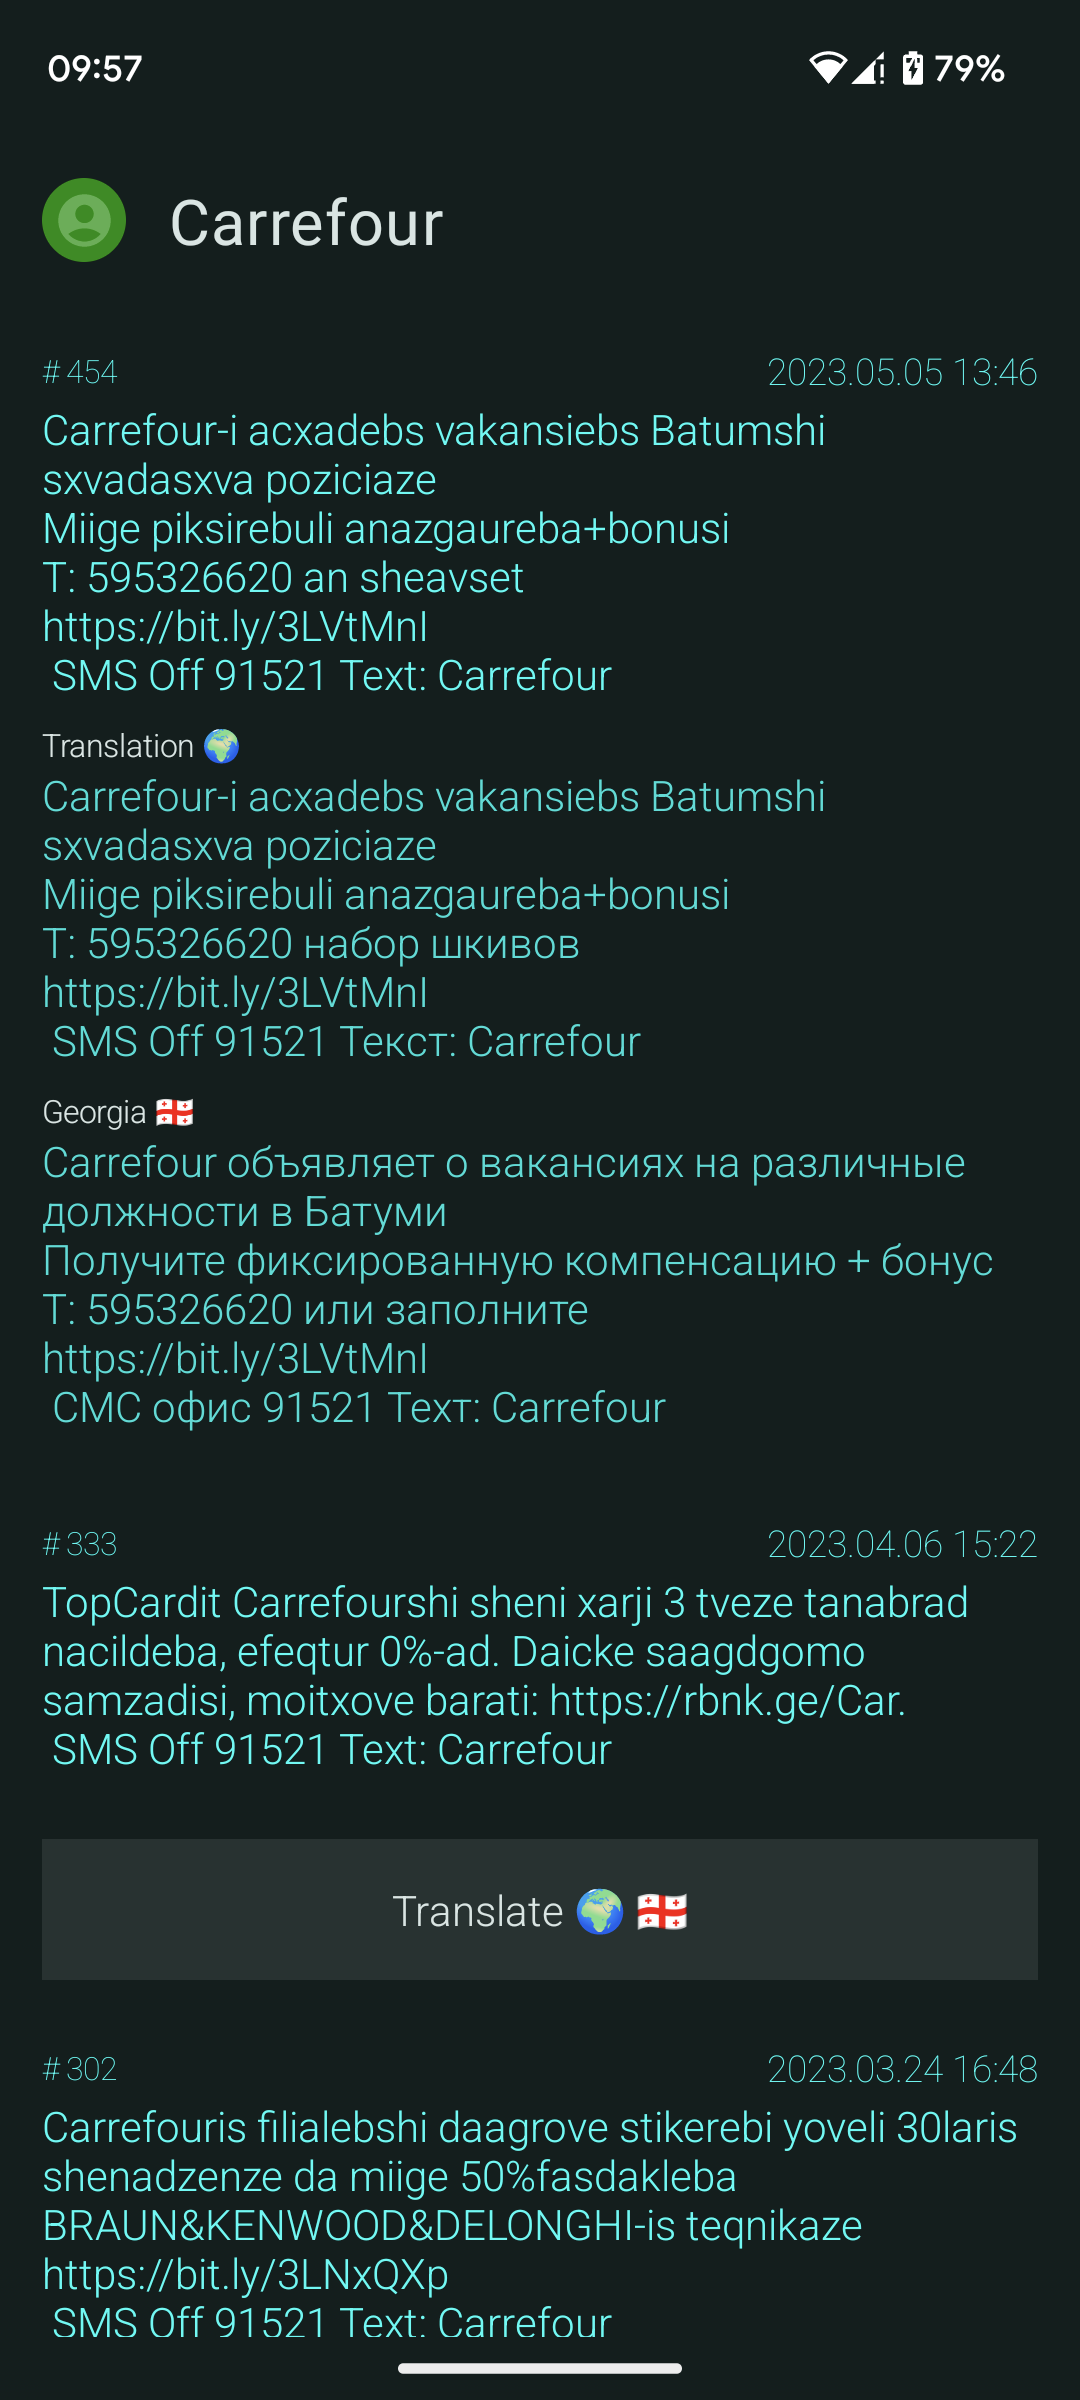 09:57
79%
Carrefour
# 454
2023.05.05 13:46
Carrefour-i acxadebs vakansiebs Batumshi
sxvadasxva poziciaze
Miige piksirebuli anazgaureba+bonusi
T: 595326620 an sheavset
https://bit.ly/3LVtMnI
SMS Off 91521 Text: Carrefour
Translation 🌍
Carrefour-i acxadebs vakansiebs Batumshi
sxvadasxva poziciaze
Miige piksirebuli anazgaureba+bonusi
T: 595326620 набор шкивов
https://bit.ly/3LVtMnI
SMS Off 91521 Текст: Carrefour
Georgia 🇬🇪
Carrefour объявляет о вакансиях на различные
должности в Батуми
Получите фиксированную компенсацию + бонус
Т: 595326620 или заполните
https://bit.ly/3LVtMnI
СМС офис 91521 Техт: Carrefour
# 333
2023.04.06 15:22
TopCardit Carrefourshi sheni xarji 3 tveze tanabrad
nacildeba, efeqtur 0%-ad. Daicke saagdgomo
samzadisi, moitxove barati: https://rbnk.ge/Car.
SMS Off 91521 Text: Carrefour
Translate 🌍 🇬🇪
# 302
2023.03.24 16:48
Carrefouris filialebshi daagrove stikerebi yoveli 30laris
shenadzenze da miige 50%fasdakleba
BRAUN&KENWOOD&DELONGHI-is teqnikaze
https://bit.ly/3LNxQXp
SMS Off 91521 Text: Carrefour